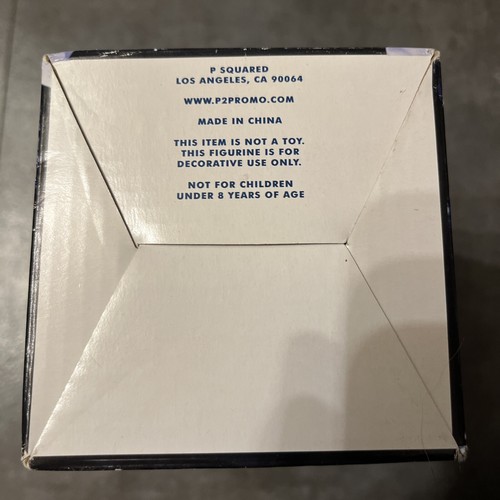 P SQUARED
LOS ANGELES, CA 90064
WWW.P2PROMO.COM
MADE IN CHINA
THIS ITEM IS NOT A TOY.
THIS FIGURINE IS FOR
DECORATIVE USE ONLY.
NOT FOR CHILDREN
UNDER 8 YEARS OF AGE